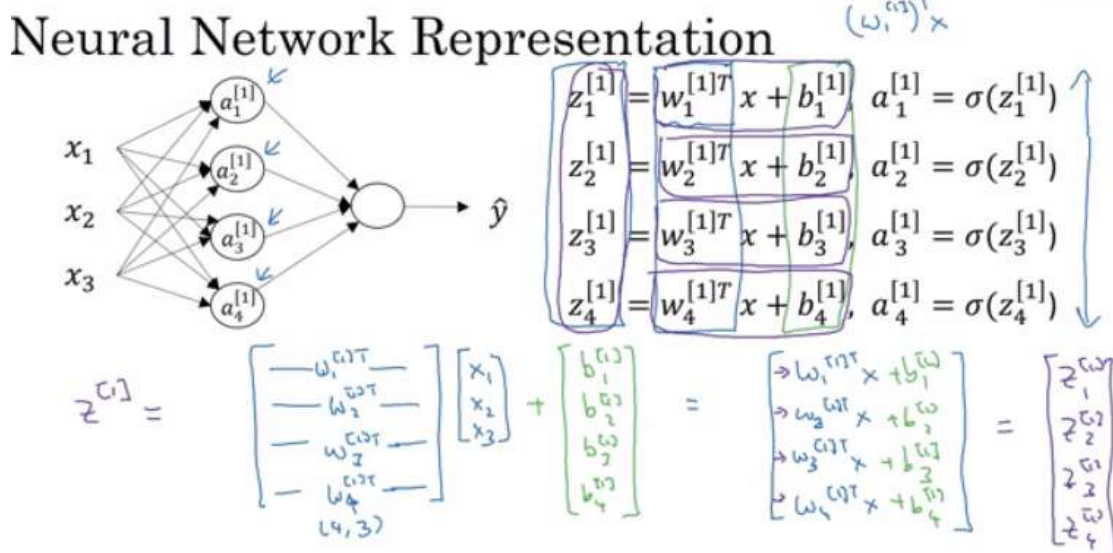 Neural Network Representation
(w₁^[1])ᵀ x
x₁
x₂
x₃
a₁^[1]
a₂^[1]
a₃^[1]
a₄^[1]
ŷ
z₁^[1] = w₁^[1]T x + b₁^[1], a₁^[1] = σ(z₁^[1])
z₂^[1] = w₂^[1]T x + b₂^[1], a₂^[1] = σ(z₂^[1])
z₃^[1] = w₃^[1]T x + b₃^[1], a₃^[1] = σ(z₃^[1])
z₄^[1] = w₄^[1]T x + b₄^[1], a₄^[1] = σ(z₄^[1])
z^[1] =
w₁^[1]T
w₂^[1]T
w₃^[1]T
w₄^[1]T
(4,3)
x₁
x₂
x₃
+
b₁^[1]
b₂^[1]
b₃^[1]
b₄^[1]
=
→ w₁^[1]T x + b₁^[1]
→ w₂^[1]T x + b₂^[1]
→ w₃^[1]T x + b₃^[1]
→ w₄^[1]T x + b₄^[1]
=
z₁^[1]
z₂^[1]
z₃^[1]
z₄^[1]